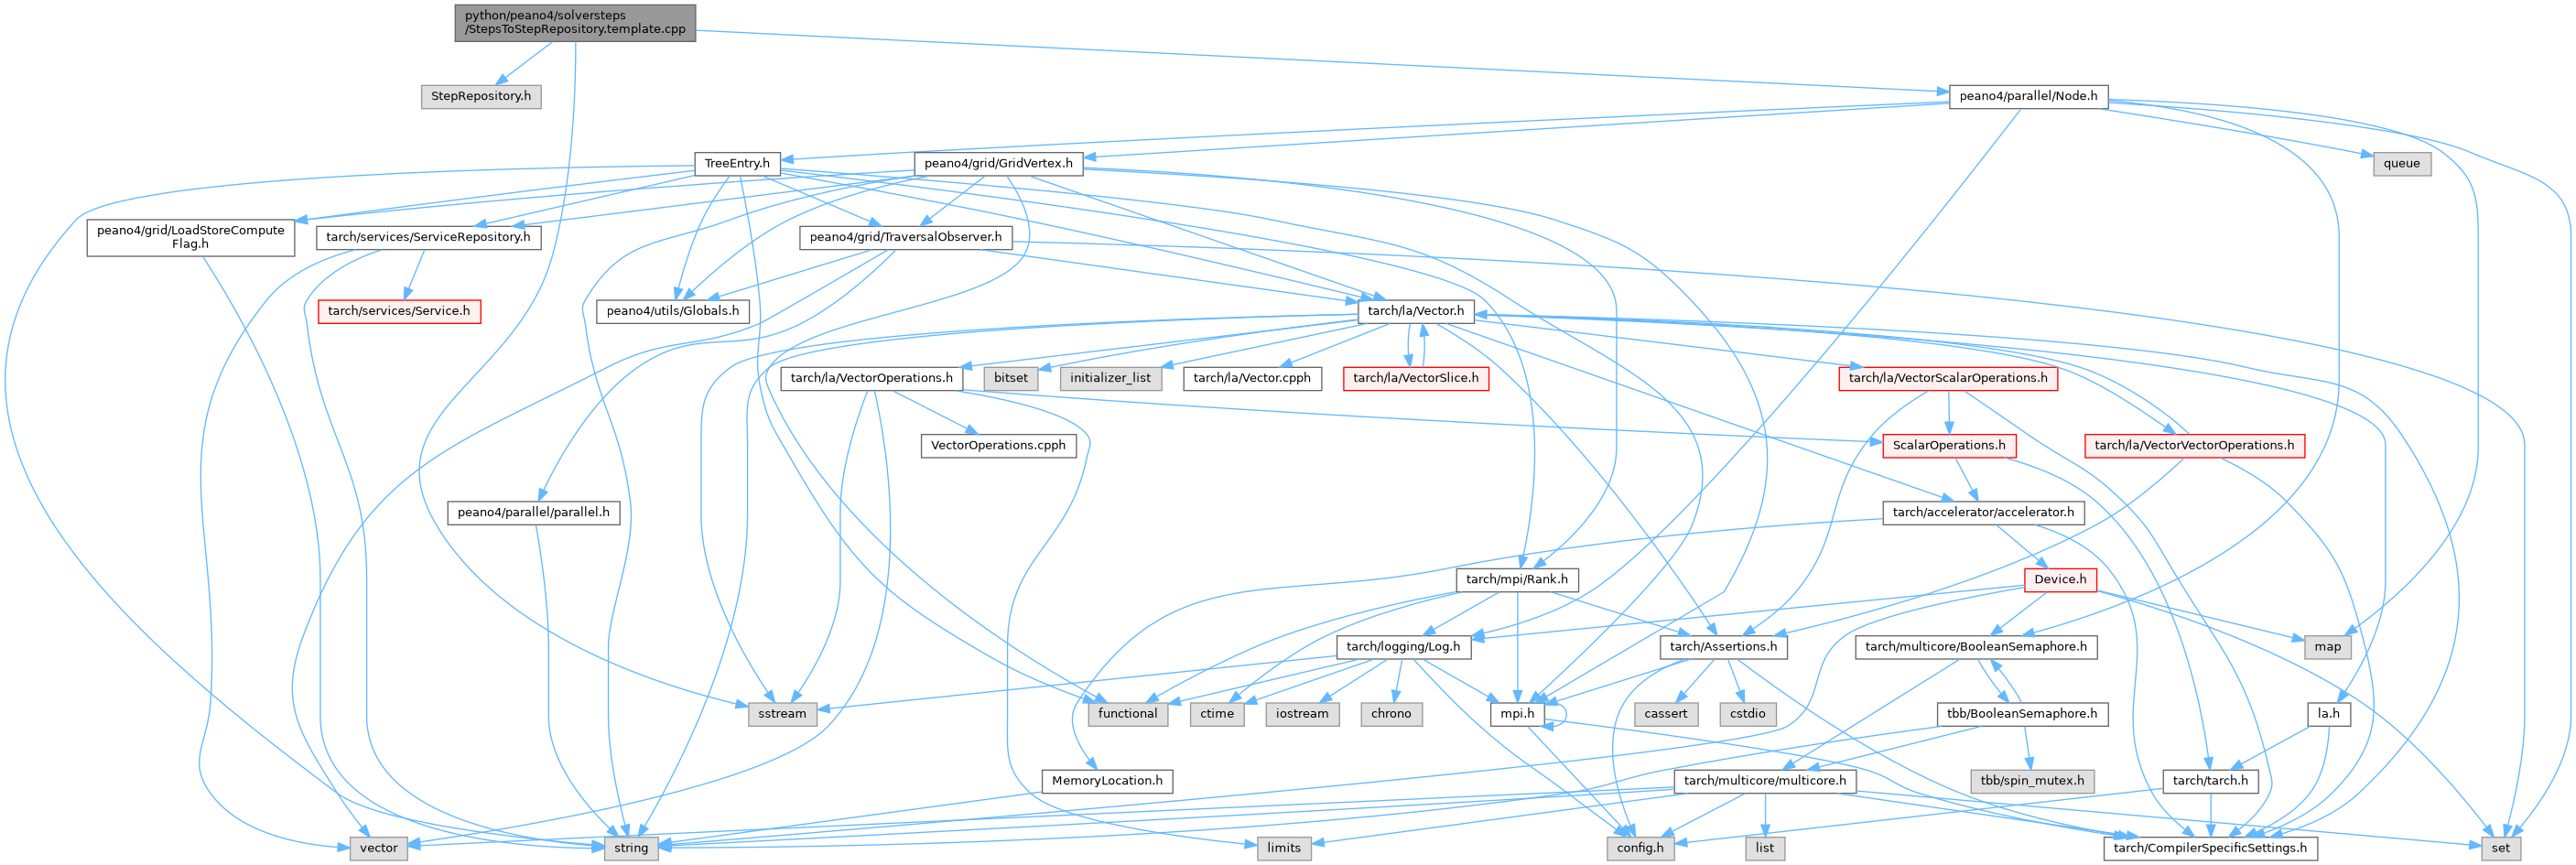 python/peano4/solversteps
/StepsToStepRepository.template.cpp
StepRepository.h
peano4/parallel/Node.h
TreeEntry.h
peano4/grid/GridVertex.h
queue
peano4/grid/LoadStoreCompute
Flag.h
tarch/services/ServiceRepository.h
peano4/grid/TraversalObserver.h
tarch/services/Service.h
peano4/utils/Globals.h
tarch/la/Vector.h
tarch/la/VectorOperations.h
bitset
initializer_list
tarch/la/Vector.cpph
tarch/la/VectorSlice.h
tarch/la/VectorScalarOperations.h
VectorOperations.cpph
ScalarOperations.h
tarch/la/VectorVectorOperations.h
peano4/parallel/parallel.h
tarch/accelerator/accelerator.h
tarch/mpi/Rank.h
Device.h
tarch/logging/Log.h
tarch/Assertions.h
tarch/multicore/BooleanSemaphore.h
map
sstream
functional
ctime
iostream
chrono
mpi.h
cassert
cstdio
tbb/BooleanSemaphore.h
la.h
MemoryLocation.h
tarch/multicore/multicore.h
tbb/spin_mutex.h
tarch/tarch.h
vector
string
limits
config.h
list
tarch/CompilerSpecificSettings.h
set